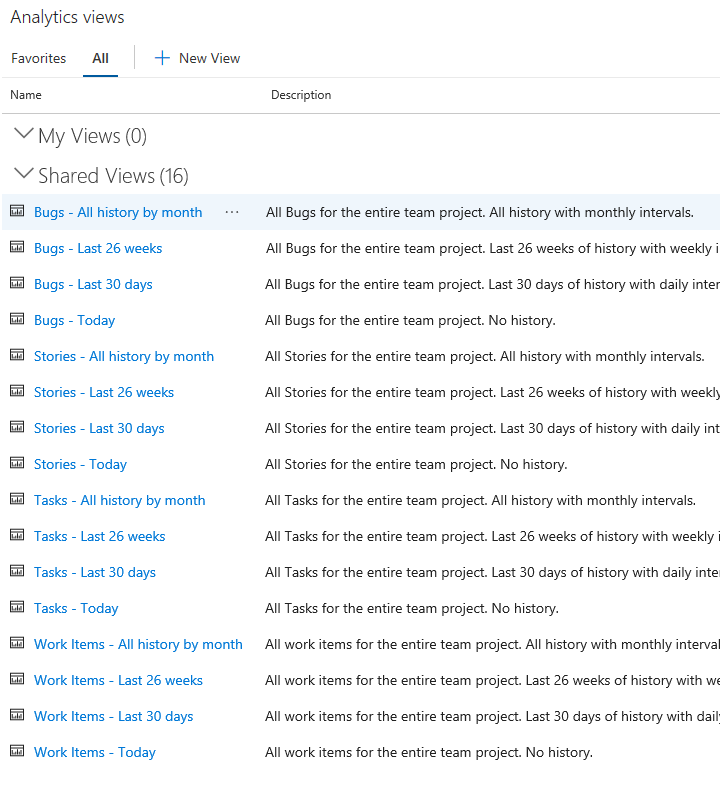 Analytics views
Favorites All New View
Name Description
My Views (0)
Shared Views (16)
Bugs - All history by month ... All Bugs for the entire team project. All history with monthly intervals.
Bugs - Last 26 weeks All Bugs for the entire team project. Last 26 weeks of history with weekly
Bugs - Last 30 days All Bugs for the entire team project. Last 30 days of history with daily
Bugs - Today All Bugs for the entire team project. No history.
Stories - All history by month All Stories for the entire team project. All history with monthly intervals.
Stories - Last 26 weeks All Stories for the entire team project. Last 26 weeks of history with weekly
Stories - Last 30 days All Stories for the entire team project. Last 30 days of history with daily
Stories - Today All Stories for the entire team project. No history.
Tasks - All history by month All Tasks for the entire team project. All history with monthly intervals.
Tasks - Last 26 weeks All Tasks for the entire team project. Last 26 weeks of history with weekly
Tasks - Last 30 days All Tasks for the entire team project. Last 30 days of history with daily
Tasks - Today All Tasks for the entire team project. No history.
Work Items - All history by month All work items for the entire team project. All history with monthly
Work Items - Last 26 weeks All work items for the entire team project. Last 26 weeks of history with
Work Items - Last 30 days All work items for the entire team project. Last 30 days of history with
Work Items - Today All work items for the entire team project. No history.